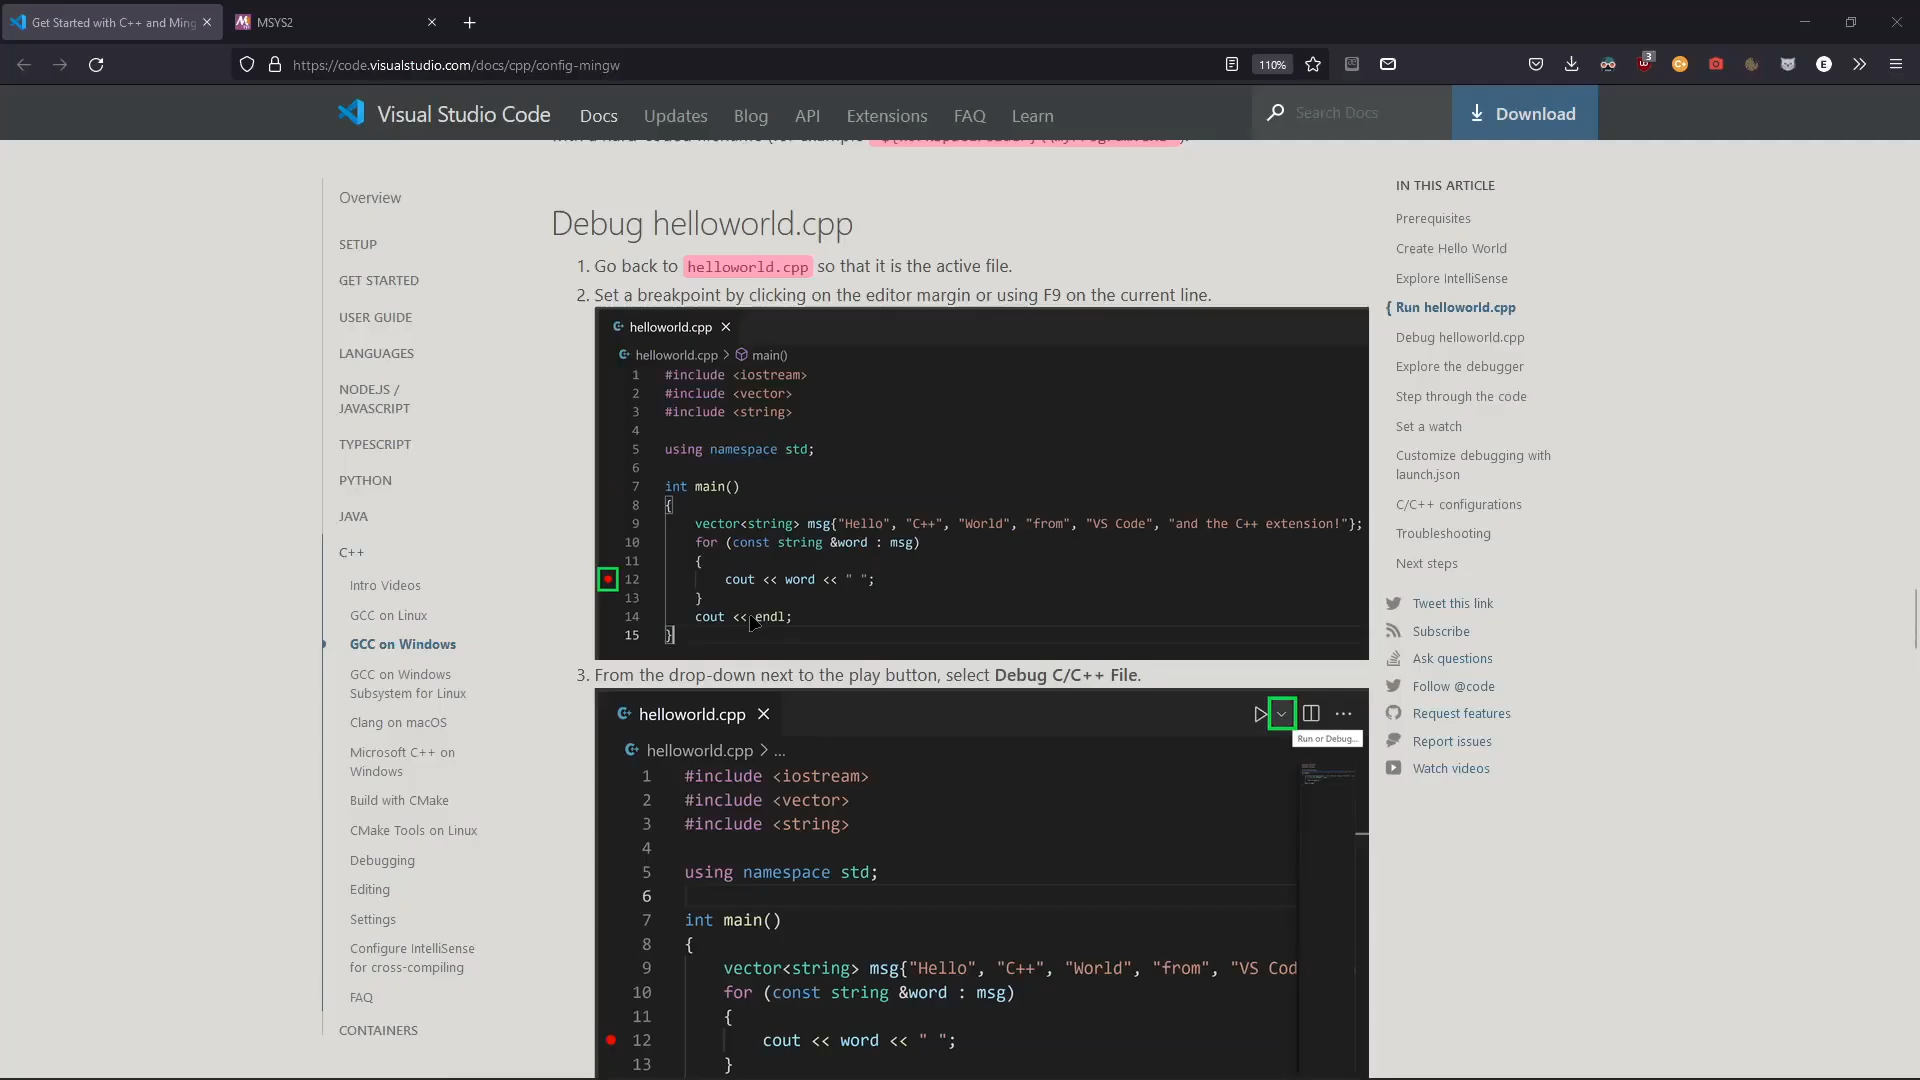 Get Started with C++ and Ming
MSYS2
https://code.visualstudio.com/docs/cpp/config-mingw
110%
3
E
Visual Studio Code
Docs
Updates
Blog
API
Extensions
FAQ
Learn
Search Docs
Download
Overview
SETUP
GET STARTED
USER GUIDE
LANGUAGES
NODE.JS /
JAVASCRIPT
TYPESCRIPT
PYTHON
JAVA
C++
Intro Videos
GCC on Linux
GCC on Windows
GCC on Windows
Subsystem for Linux
Clang on macOS
Microsoft C++ on
Windows
Build with CMake
CMake Tools on Linux
Debugging
Editing
Settings
Configure IntelliSense
for cross-compiling
FAQ
CONTAINERS
Debug helloworld.cpp
1. Go back to helloworld.cpp so that it is the active file.
2. Set a breakpoint by clicking on the editor margin or using F9 on the current line.
helloworld.cpp
helloworld.cpp > main()
1 #include <iostream>
2 #include <vector>
3 #include <string>
4
5 using namespace std;
6
7 int main()
8 {
9 vector<string> msg{"Hello", "C++", "World", "from", "VS Code", "and the C++ extension!"};
10 for (const string &word : msg)
11 {
12 cout << word << " ";
13 }
14 cout << endl;
15 }
3. From the drop-down next to the play button, select Debug C/C++ File.
helloworld.cpp
Run or Debug...
helloworld.cpp > ...
1 #include <iostream>
2 #include <vector>
3 #include <string>
4
5 using namespace std;
6
7 int main()
8 {
9 vector<string> msg{"Hello", "C++", "World", "from", "VS Cod
10 for (const string &word : msg)
11 {
12 cout << word << " ";
13 }
IN THIS ARTICLE
Prerequisites
Create Hello World
Explore IntelliSense
{ Run helloworld.cpp
Debug helloworld.cpp
Explore the debugger
Step through the code
Set a watch
Customize debugging with
launch.json
C/C++ configurations
Troubleshooting
Next steps
Tweet this link
Subscribe
Ask questions
Follow @code
Request features
Report issues
Watch videos